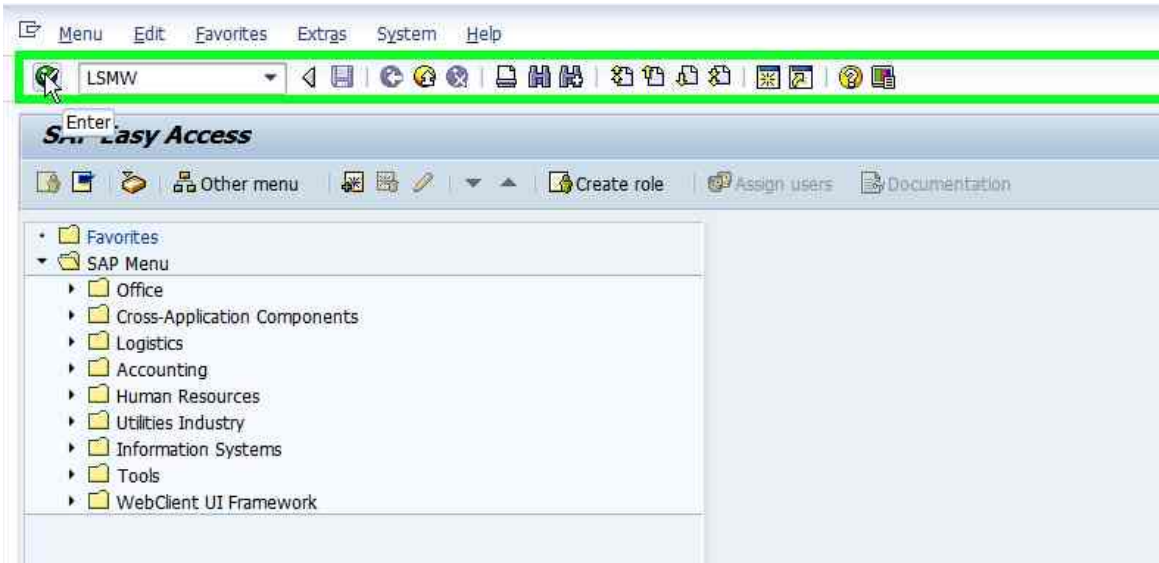 Menu Edit Favorites Extras System Help
LSMW
Enter
SAP Easy Access
Other menu Create role Assign users Documentation
Favorites
SAP Menu
Office
Cross-Application Components
Logistics
Accounting
Human Resources
Utilities Industry
Information Systems
Tools
WebClient UI Framework